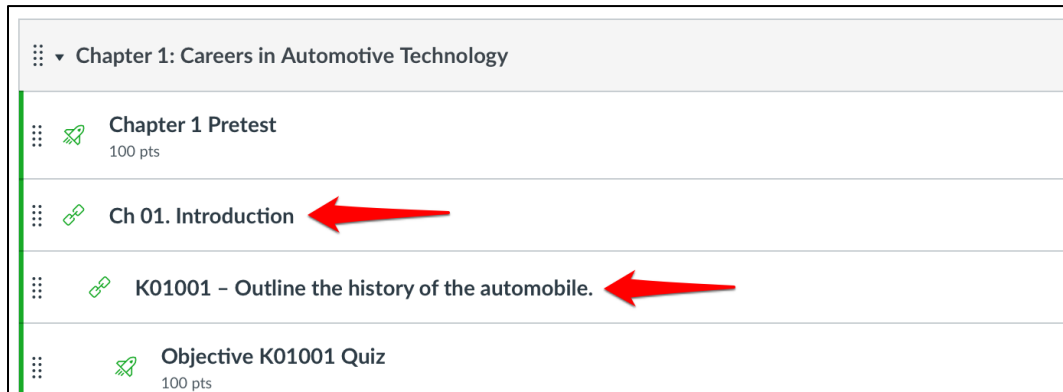 Chapter 1: Careers in Automotive Technology
Chapter 1 Pretest
100 pts
Ch 01. Introduction
K01001 – Outline the history of the automobile.
Objective K01001 Quiz
100 pts